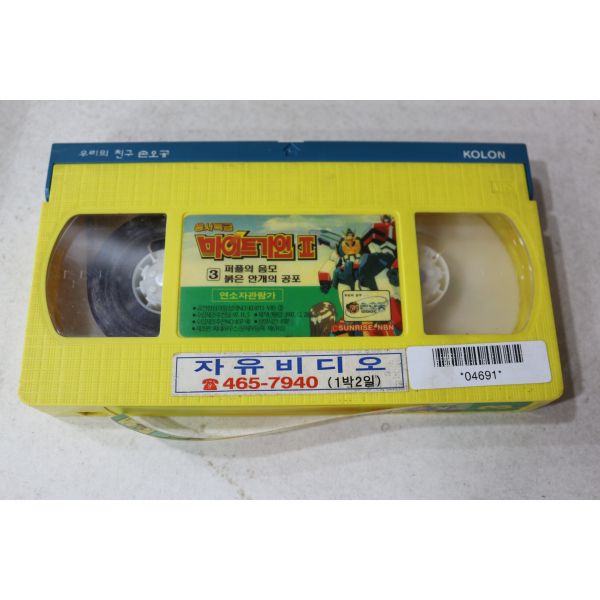 우리의 친구 손오공
KOLON
용사특급
마이트가인 II
3 퍼플의 음모
붉은 안개의 공포
연소자관람가
©SUNRISE·NBN
자유비디오
☎465-7940 (1박2일)
*04691*